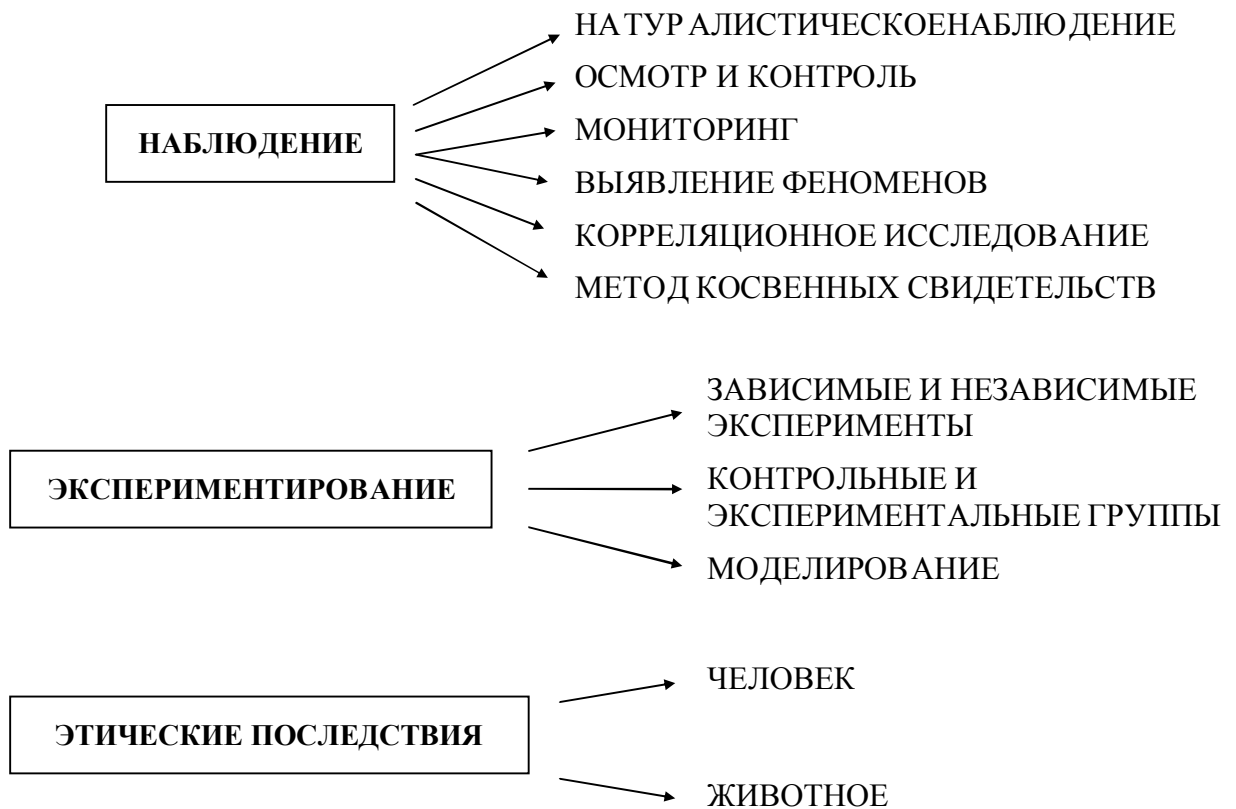 НАТУРАЛИСТИЧЕСКОЕНАБЛЮДЕНИЕ
ОСМОТР И КОНТРОЛЬ
НАБЛЮДЕНИЕ
МОНИТОРИНГ
ВЫЯВЛЕНИЕ ФЕНОМЕНОВ
КОРРЕЛЯЦИОННОЕ ИССЛЕДОВАНИЕ
МЕТОД КОСВЕННЫХ СВИДЕТЕЛЬСТВ
ЭКСПЕРИМЕНТИРОВАНИЕ
ЗАВИСИМЫЕ И НЕЗАВИСИМЫЕ
ЭКСПЕРИМЕНТЫ
КОНТРОЛЬНЫЕ И
ЭКСПЕРИМЕНТАЛЬНЫЕ ГРУППЫ
МОДЕЛИРОВАНИЕ
ЭТИЧЕСКИЕ ПОСЛЕДСТВИЯ
ЧЕЛОВЕК
ЖИВОТНОЕ